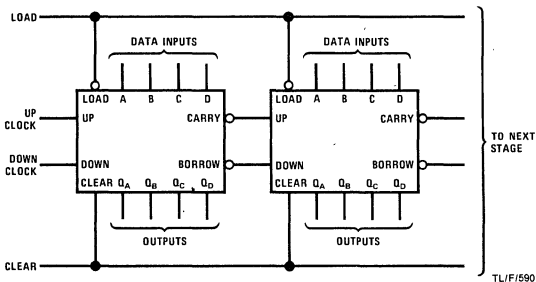 LOAD
DATA INPUTS
DATA INPUTS
LOAD A B C D
LOAD A B C D
UP CLOCK
UP
CARRY
UP
CARRY
TO NEXT STAGE
DOWN CLOCK
DOWN
BORROW
DOWN
BORROW
CLEAR QA QB QC QD
CLEAR QA QB QC QD
OUTPUTS
OUTPUTS
CLEAR
TL/F/590